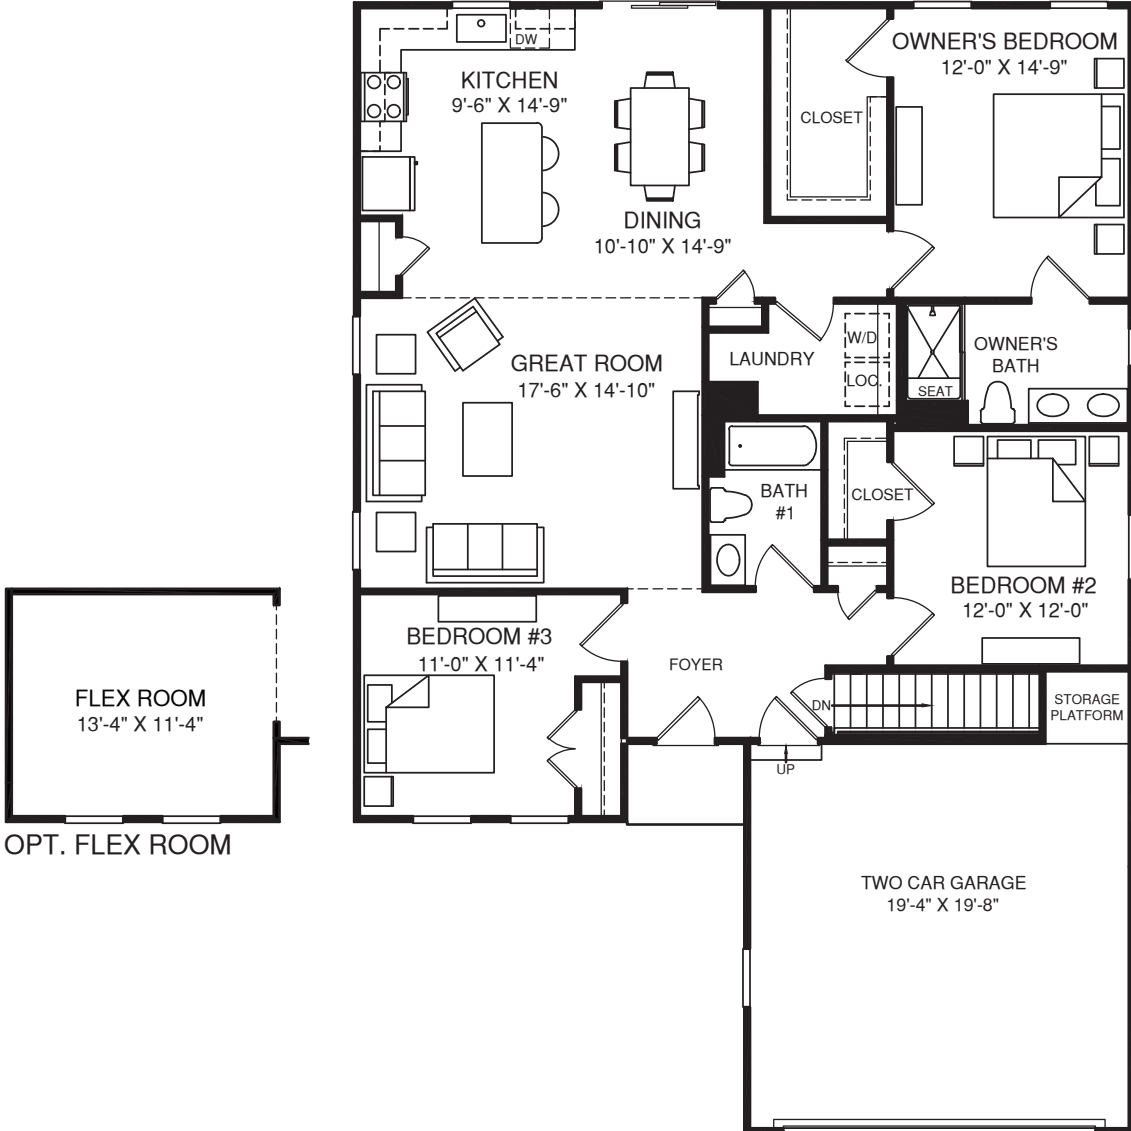 KITCHEN
9'-6" X 14'-9"
DW
DINING
10'-10" X 14'-9"
CLOSET
OWNER'S BEDROOM
12'-0" X 14'-9"
GREAT ROOM
17'-6" X 14'-10"
LAUNDRY
W/D
LOC.
SEAT
OWNER'S
BATH
BATH
#1
CLOSET
BEDROOM #2
12'-0" X 12'-0"
BEDROOM #3
11'-0" X 11'-4"
FOYER
DN
UP
STORAGE
PLATFORM
FLEX ROOM
13'-4" X 11'-4"
OPT. FLEX ROOM
TWO CAR GARAGE
19'-4" X 19'-8"